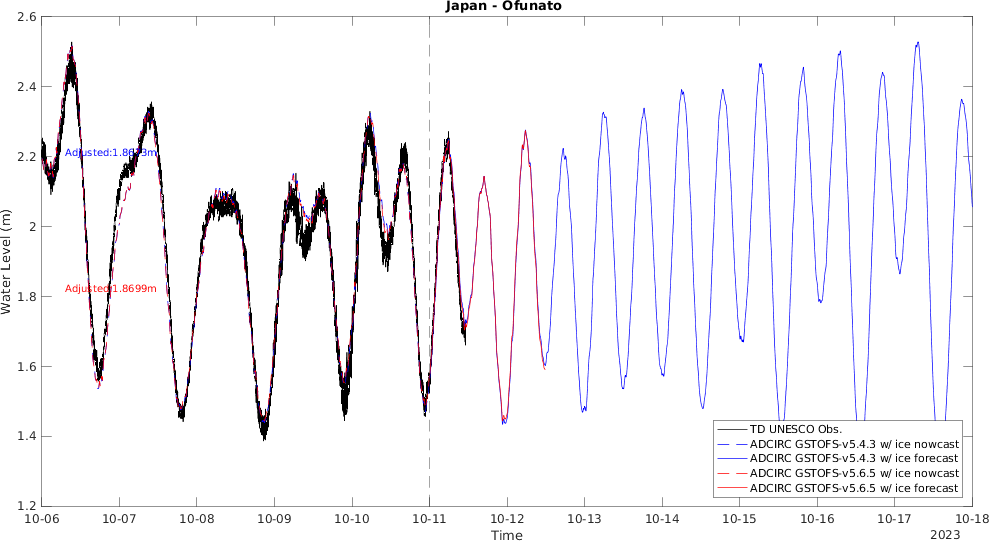 Japan - Ofunato
2.6
2.4
2.2
2
1.8
1.6
1.4
1.2
Water Level (m)
Adjusted:1.8699m
TD UNESCO Obs.
ADCIRC GSTOFS-v5.4.3 w/ ice nowcast
ADCIRC GSTOFS-v5.4.3 w/ ice forecast
ADCIRC GSTOFS-v5.6.5 w/ ice nowcast
ADCIRC GSTOFS-v5.6.5 w/ ice forecast
10-06 10-07 10-08 10-09 10-10 10-11 10-12 10-13 10-14 10-15 10-16 10-17 10-18
Time
2023